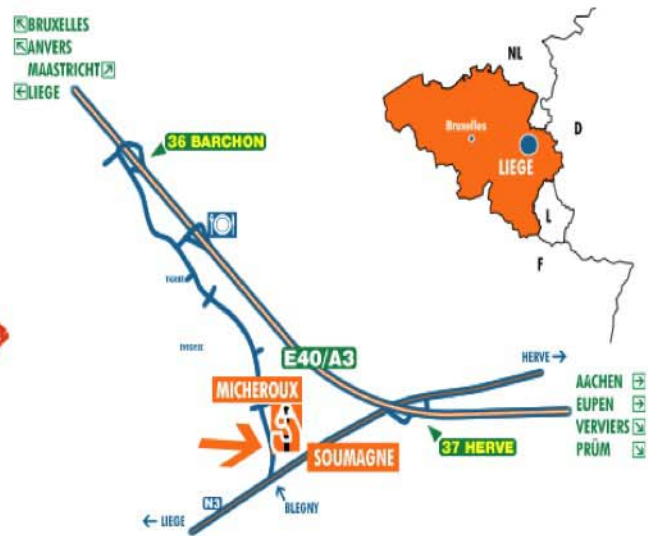 BRUXELLES
ANVERS
MAASTRICHT
LIEGE
36 BARCHON
NL
Bruxelles
D
LIEGE
L
F
E40/A3
HERVE →
MICHEROUX
AACHEN
EUPEN
VERVIERS
PRÜM
37 HERVE
SOUMAGNE
N3
BLEGNY
← LIEGE